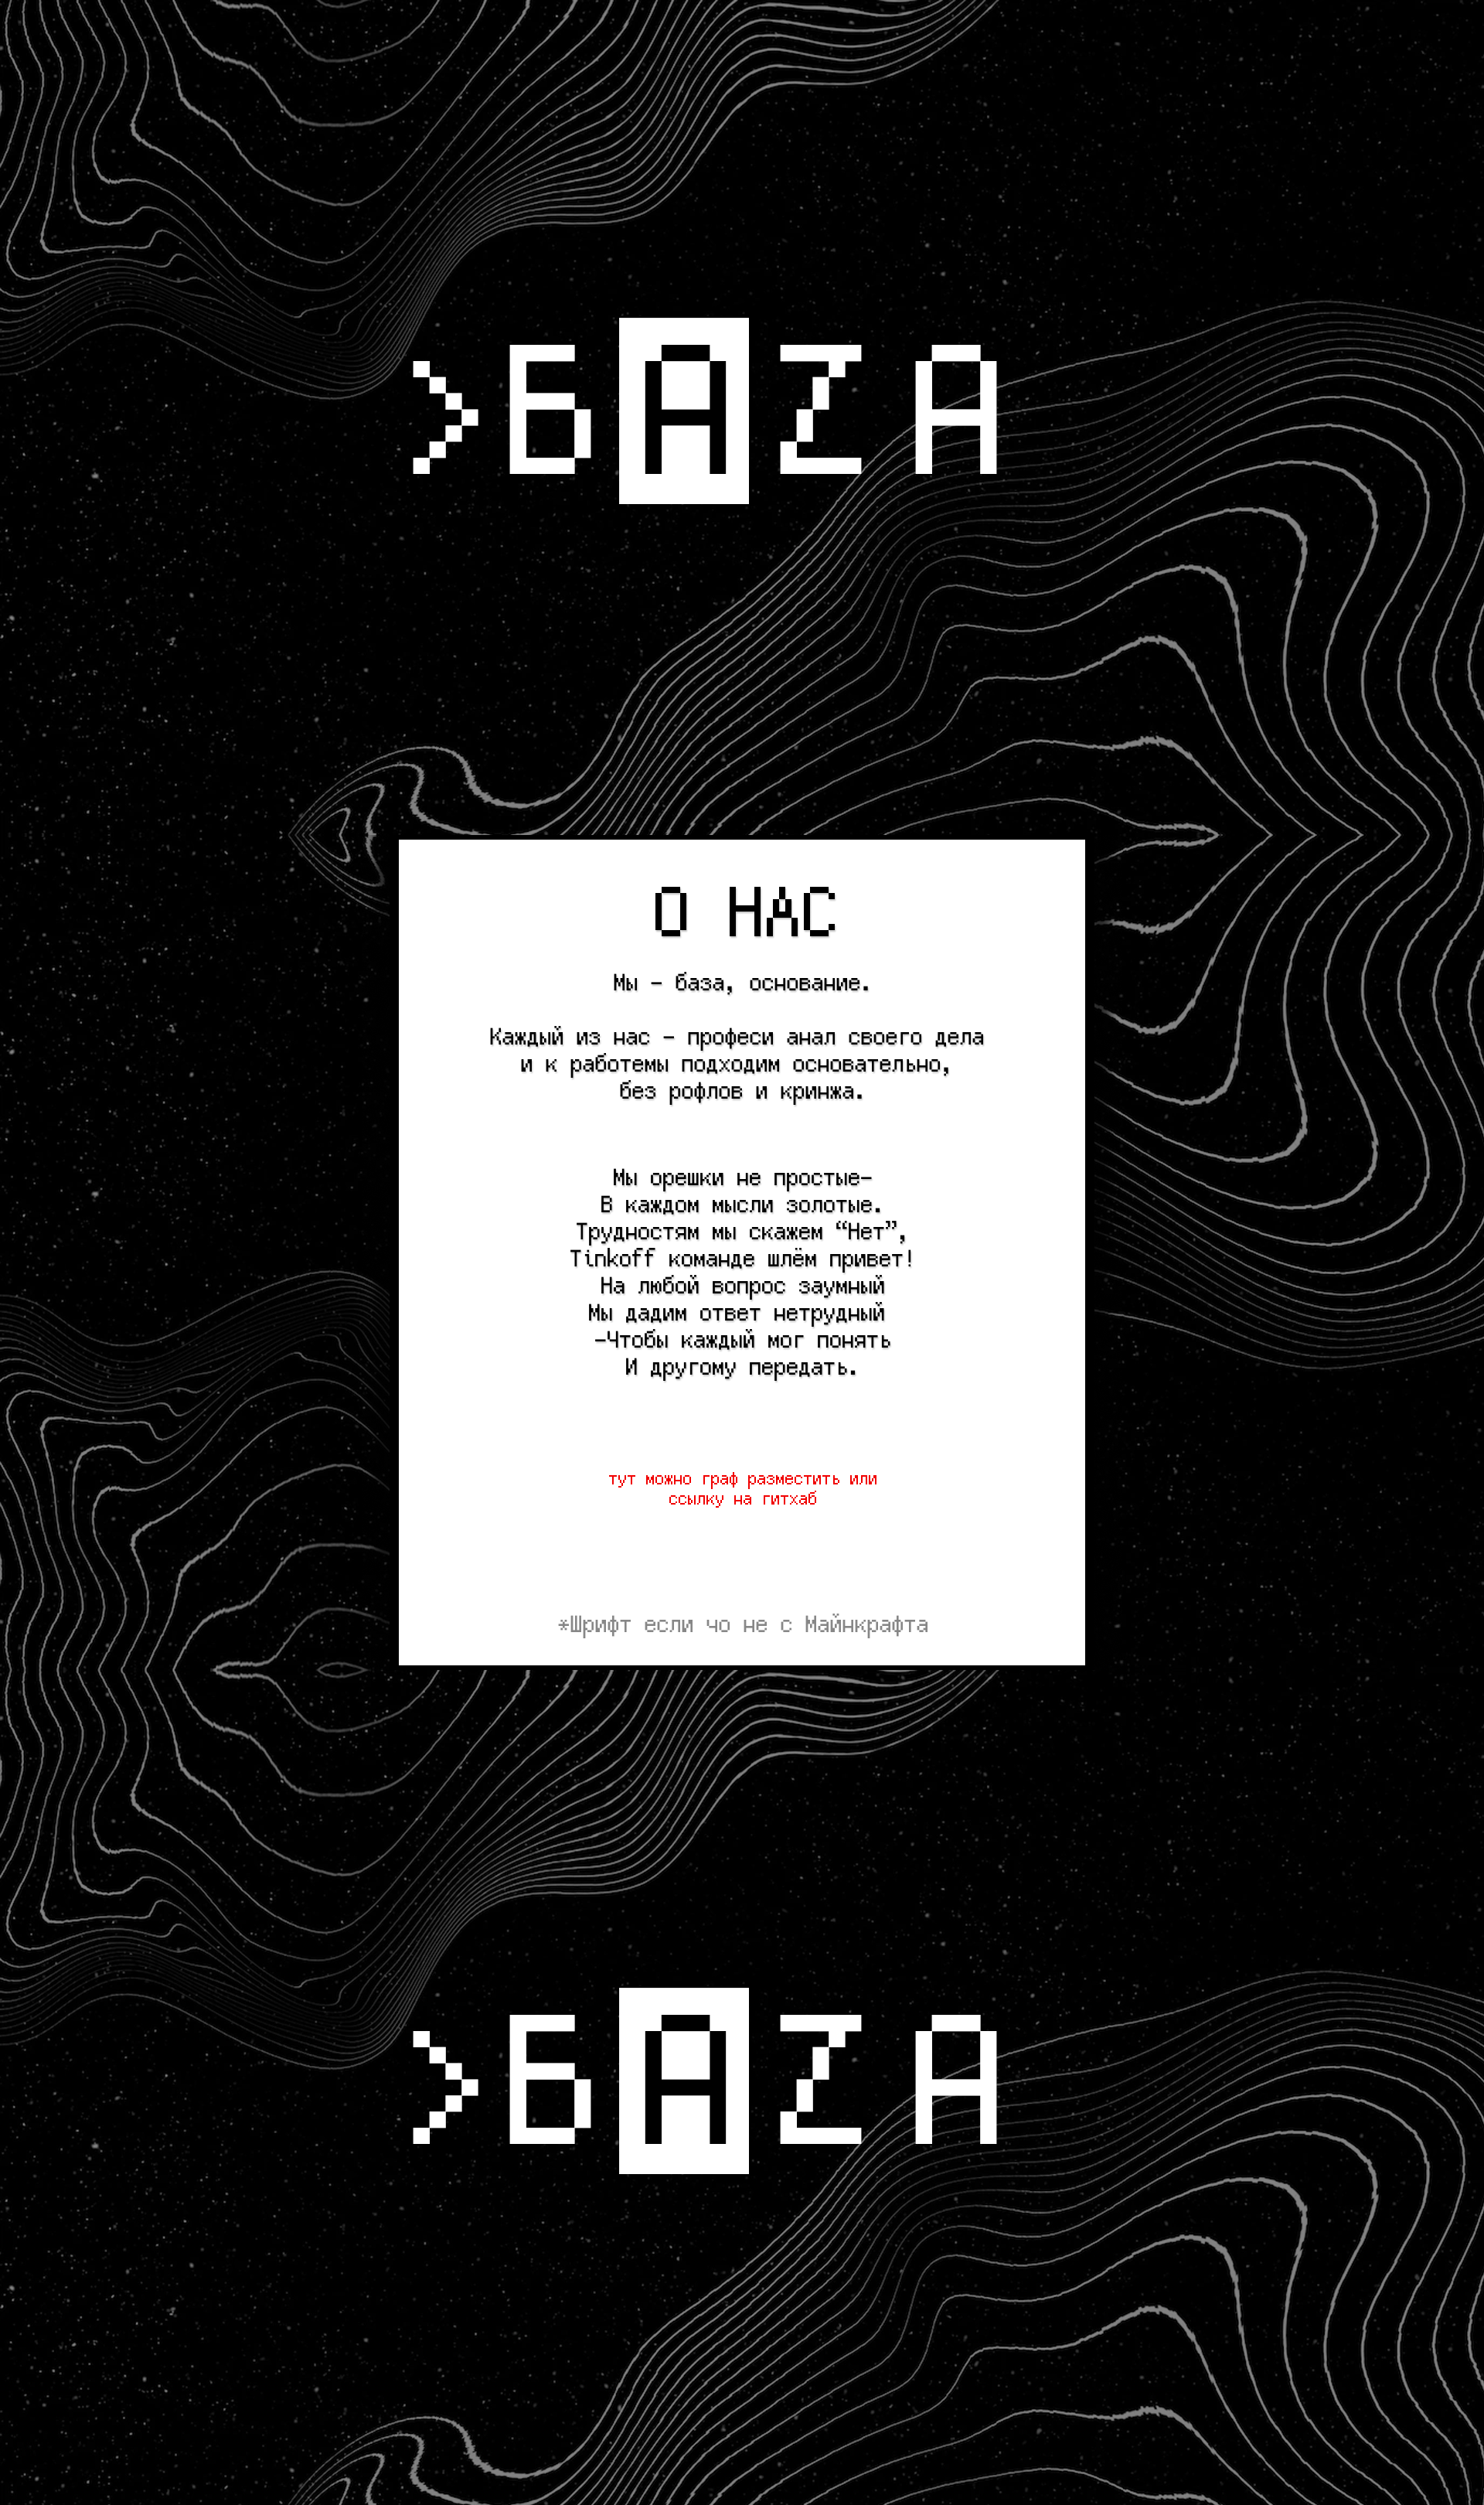 >БАZА
О НАС
Мы - база, основание.
Каждый из нас - професи анал своего дела
и к работемы подходим основательно,
без рофлов и кринжа.
Мы орешки не простые-
В каждом мысли золотые.
Трудностям мы скажем “Нет”,
Tinkoff команде шлём привет!
На любой вопрос заумный
Мы дадим ответ нетрудный
-Чтобы каждый мог понять
И другому передать.
тут можно граф разместить или
ссылку на гитхаб
*Шрифт если чо не с Майнкрафта
>БАZА